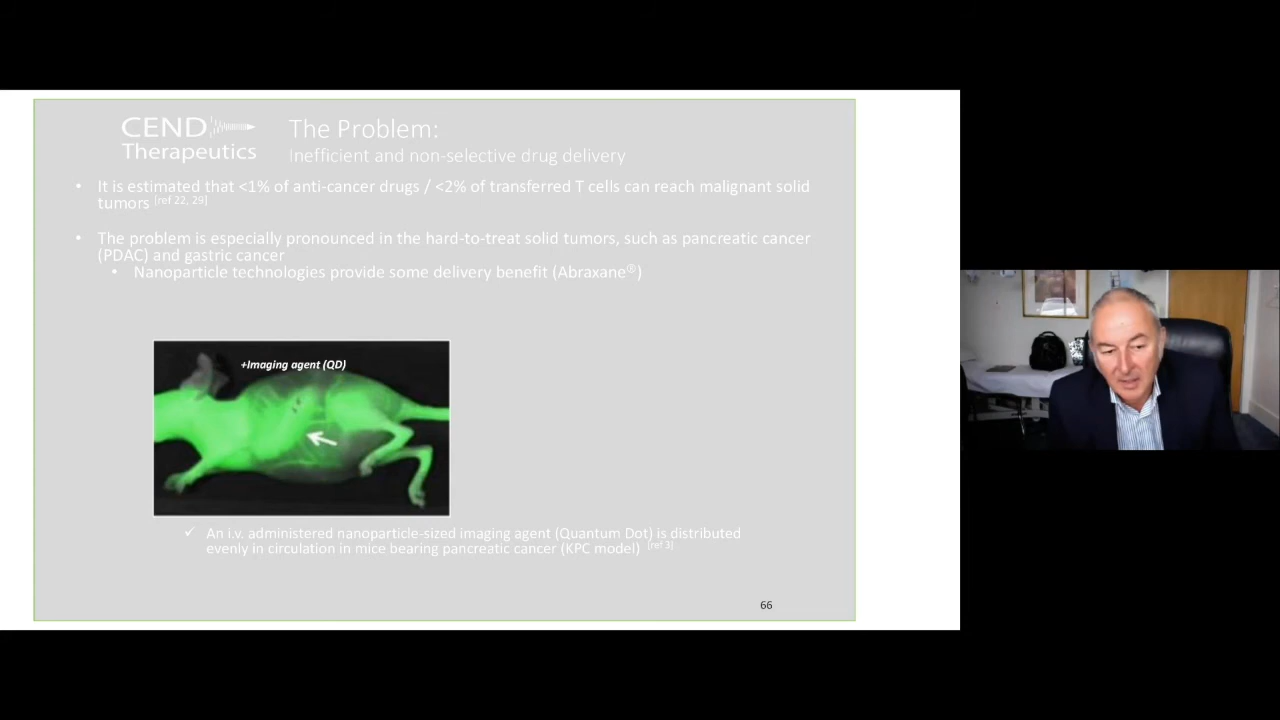 CEND
Therapeutics
The Problem:
Inefficient and non-selective drug delivery
• It is estimated that <1% of anti-cancer drugs / <2% of transferred T cells can reach malignant solid
tumors [ref 22, 29]
• The problem is especially pronounced in the hard-to-treat solid tumors, such as pancreatic cancer
(PDAC) and gastric cancer
• Nanoparticle technologies provide some delivery benefit (Abraxane®)
+Imaging agent (QD)
✓ An i.v. administered nanoparticle-sized imaging agent (Quantum Dot) is distributed
evenly in circulation in mice bearing pancreatic cancer (KPC model) [ref 3]
66